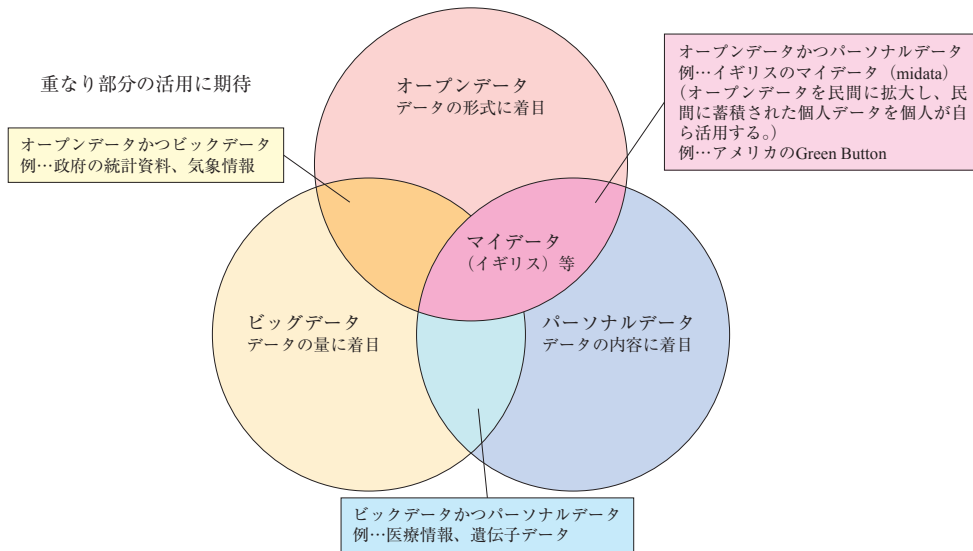 重なり部分の活用に期待
オープンデータ
データの形式に着目
オープンデータかつパーソナルデータ
例…イギリスのマイデータ（midata）
（オープンデータを民間に拡大し、民
間に蓄積された個人データを個人が自
ら活用する。）
例…アメリカのGreen Button
オープンデータかつビックデータ
例…政府の統計資料、気象情報
マイデータ
（イギリス）等
ビッグデータ
データの量に着目
パーソナルデータ
データの内容に着目
ビックデータかつパーソナルデータ
例…医療情報、遺伝子データ